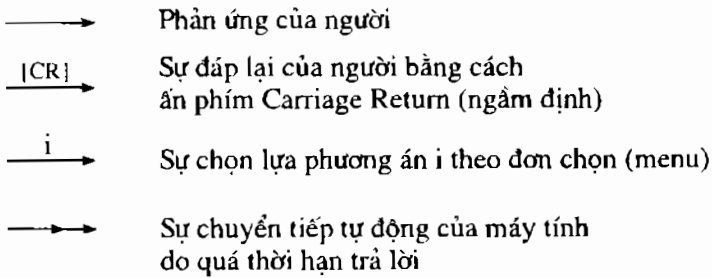 Phản ứng của người
[CR] Sự đáp lại của người bằng cách
ấn phím Carriage Return (ngầm định)
i Sự chọn lựa phương án i theo đơn chọn (menu)
Sự chuyển tiếp tự động của máy tính
do quá thời hạn trả lời